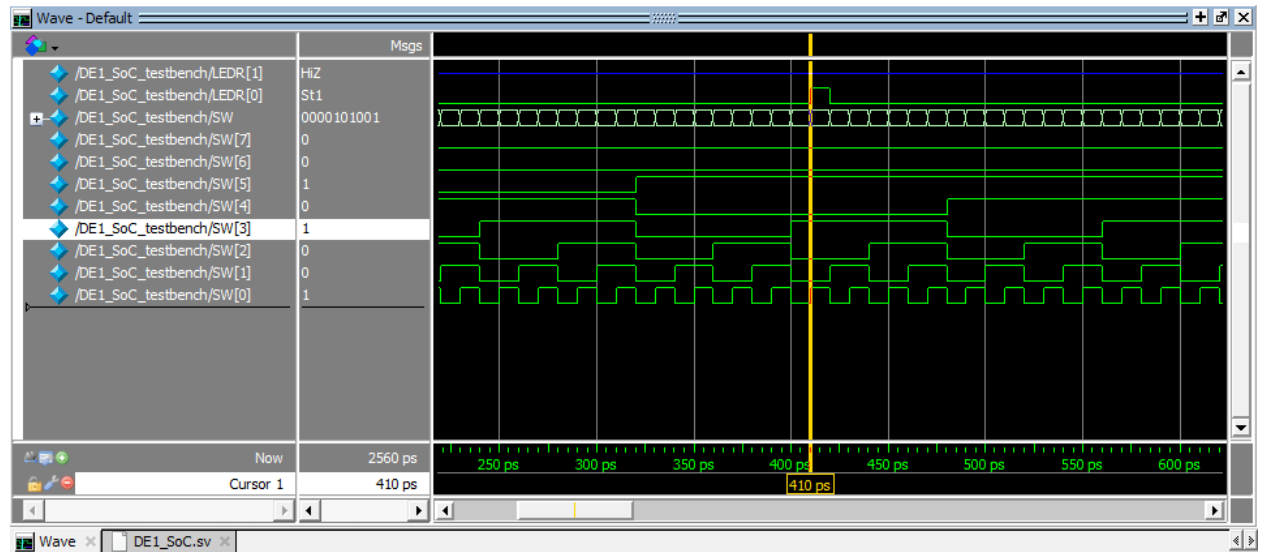 Wave - Default
Msgs
/DE1_SoC_testbench/LEDR[1] HiZ
/DE1_SoC_testbench/LEDR[0] St1
/DE1_SoC_testbench/SW 0000101001
/DE1_SoC_testbench/SW[7] 0
/DE1_SoC_testbench/SW[6] 0
/DE1_SoC_testbench/SW[5] 1
/DE1_SoC_testbench/SW[4] 0
/DE1_SoC_testbench/SW[3] 1
/DE1_SoC_testbench/SW[2] 0
/DE1_SoC_testbench/SW[1] 0
/DE1_SoC_testbench/SW[0] 1
Now 2560 ps 250 ps 300 ps 350 ps 400 ps 450 ps 500 ps 550 ps 600 ps
Cursor 1 410 ps 410 ps
Wave DE1_SoC.sv